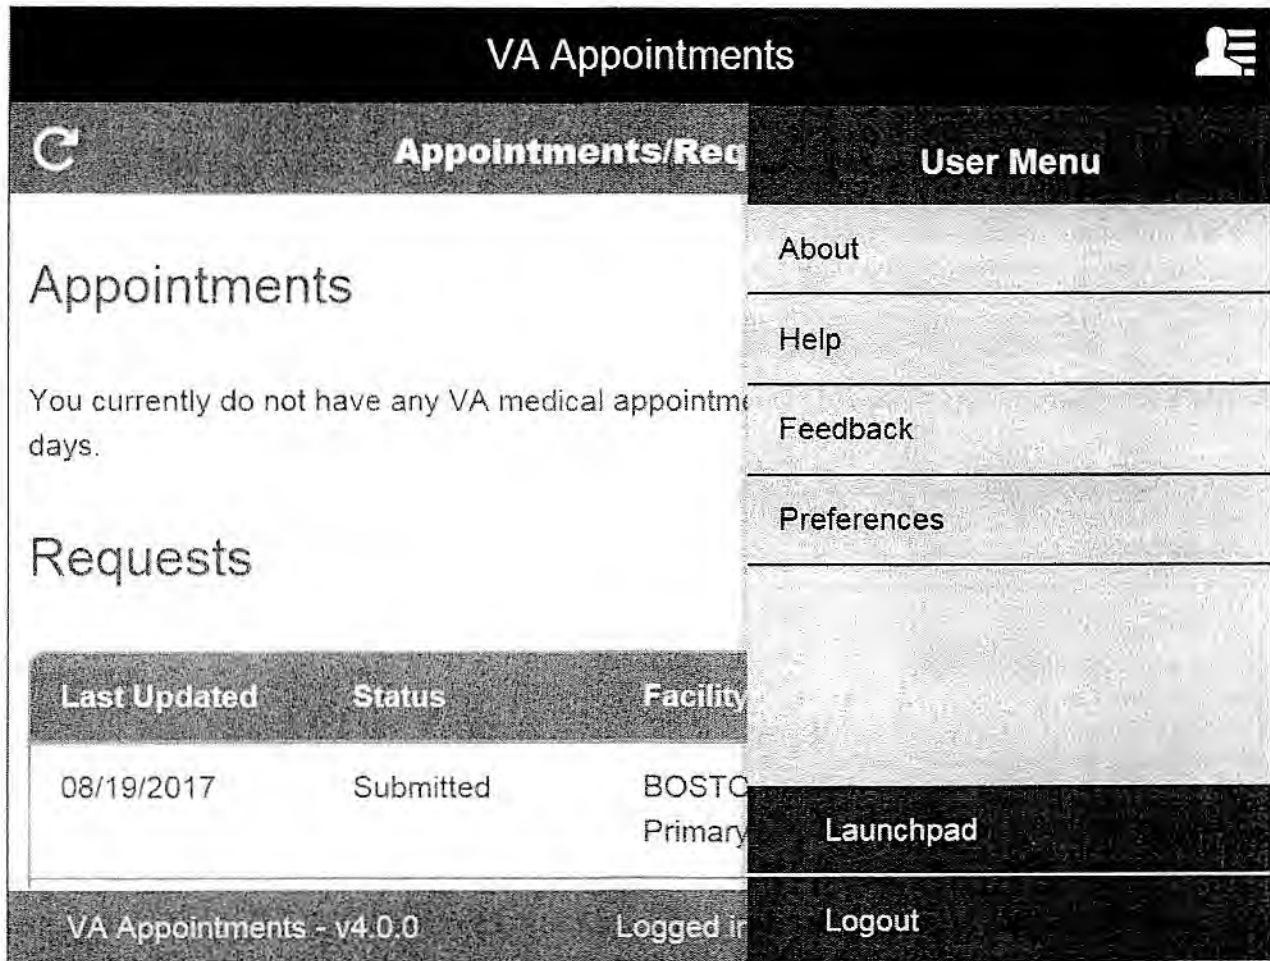 VA Appointments
Appointments/Req
User Menu
About
Help
Feedback
Preferences
Launchpad
Logout
Appointments
You currently do not have any VA medical appointme
days.
Requests
Last Updated Status Facility
08/19/2017 Submitted BOSTO
Primary
VA Appointments - v4.0.0 Logged in